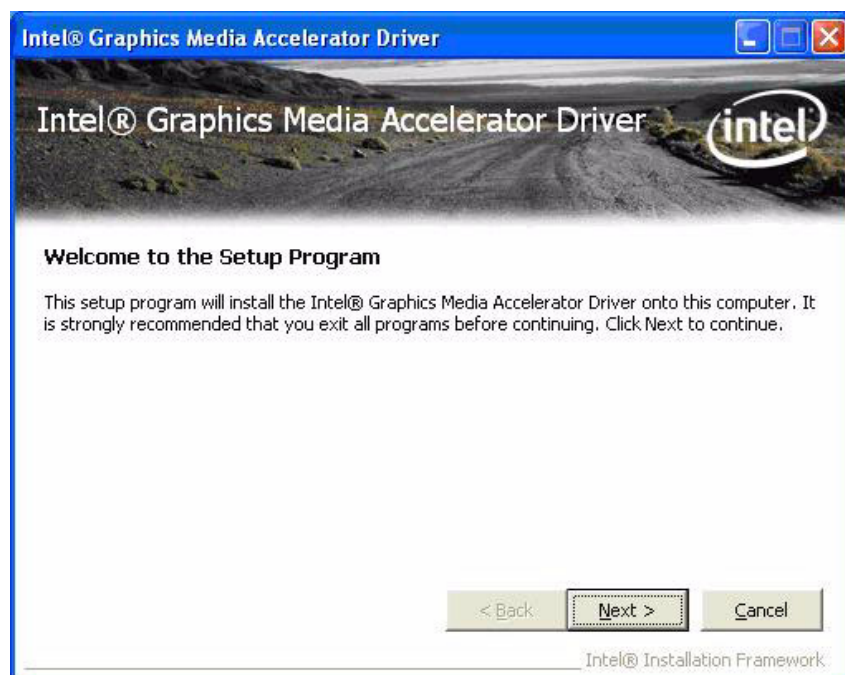 Intel® Graphics Media Accelerator Driver
Intel® Graphics Media Accelerator Driver
intel
Welcome to the Setup Program
This setup program will install the Intel® Graphics Media Accelerator Driver onto this computer. It
is strongly recommended that you exit all programs before continuing. Click Next to continue.
< Back Next > Cancel
Intel® Installation Framework